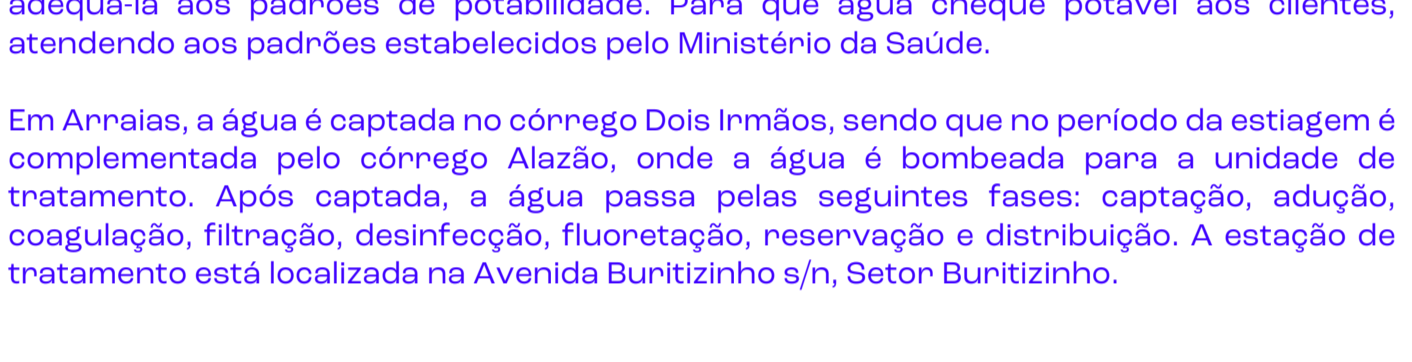 adequá-la aos padrões de potabilidade. Para que água chegue potável aos clientes,
atendendo aos padrões estabelecidos pelo Ministério da Saúde.
Em Arraias, a água é captada no córrego Dois Irmãos, sendo que no período da estiagem é
complementada pelo córrego Alazão, onde a água é bombeada para a unidade de
tratamento. Após captada, a água passa pelas seguintes fases: captação, adução,
coagulação, filtração, desinfecção, fluoretação, reservação e distribuição. A estação de
tratamento está localizada na Avenida Buritizinho s/n, Setor Buritizinho.